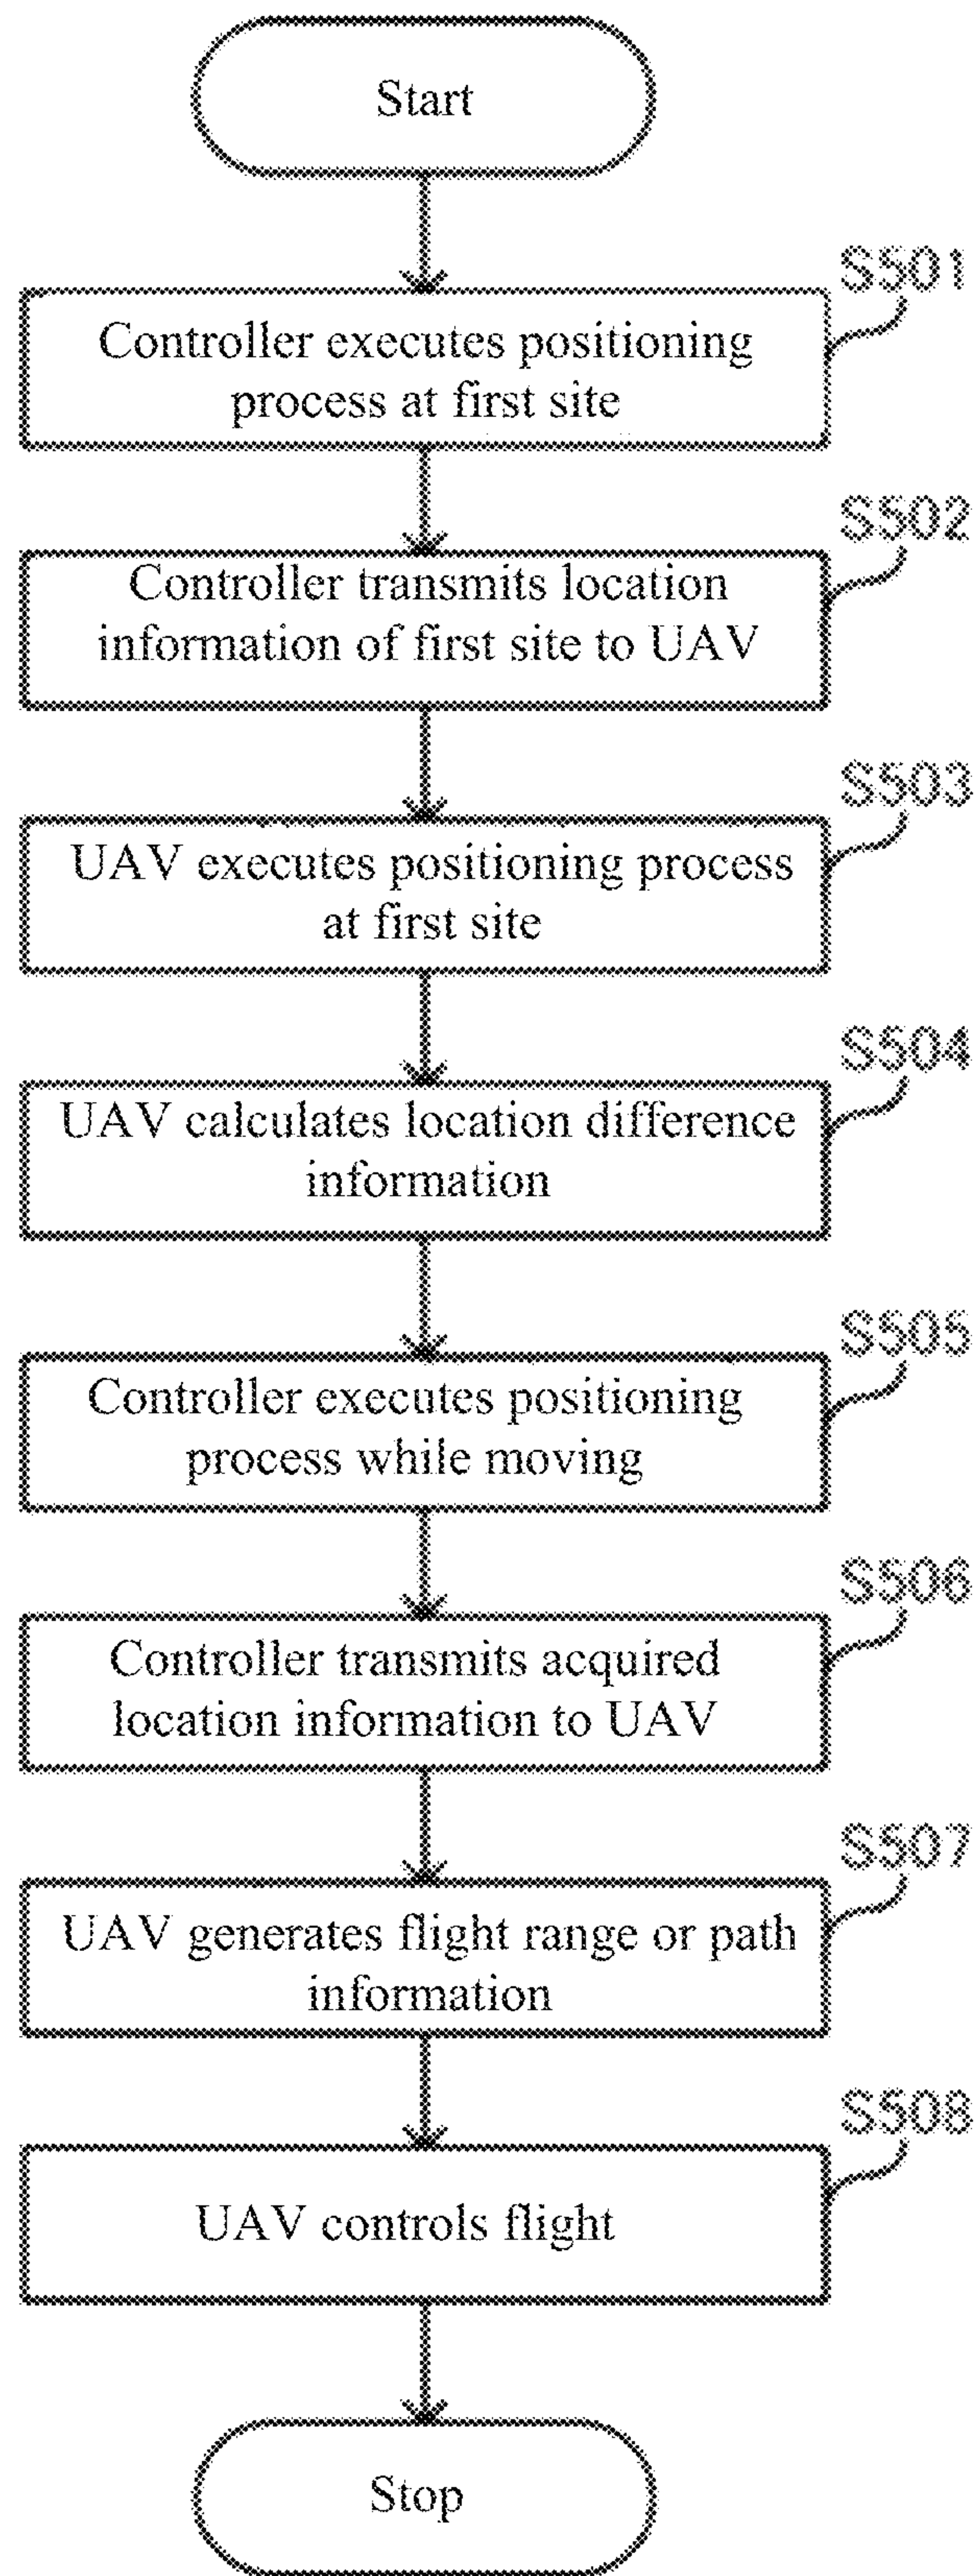 Start
S501
Controller executes positioning
process at first site
S502
Controller transmits location
information of first site to UAV
S503
UAV executes positioning process
at first site
S504
UAV calculates location difference
information
S505
Controller executes positioning
process while moving
S506
Controller transmits acquired
location information to UAV
S507
UAV generates flight range or path
information
S508
UAV controls flight
Stop